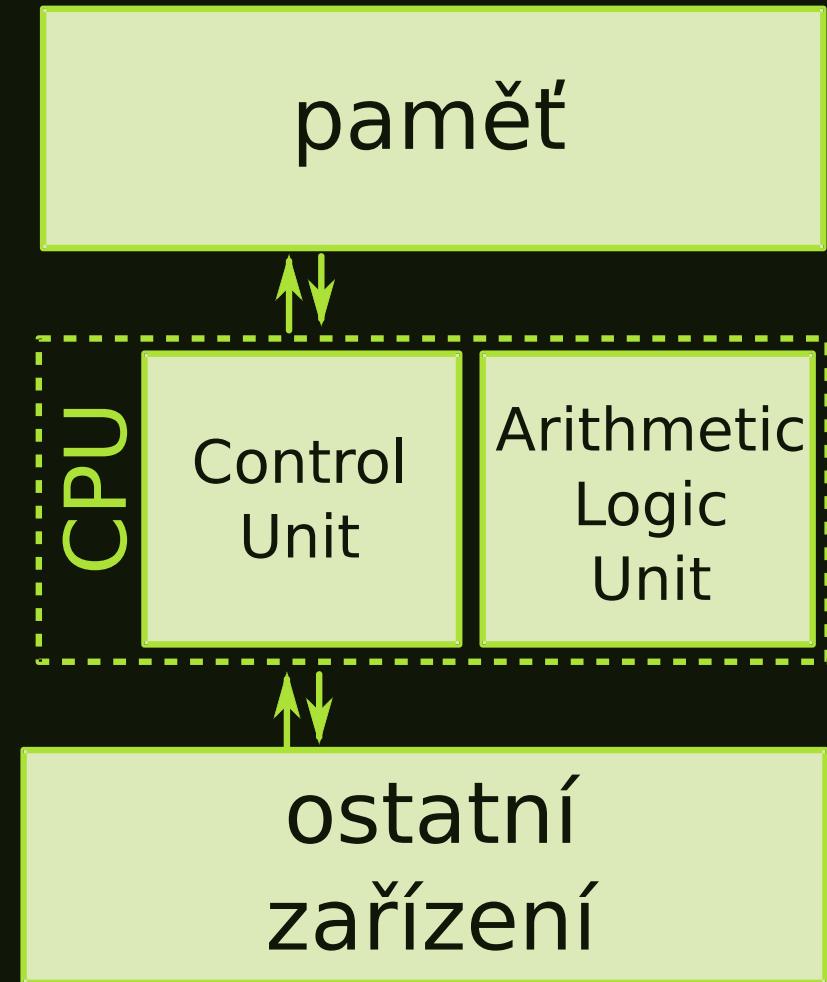 paměť
CPU
Control
Unit
Arithmetic
Logic
Unit
ostatní
zařízení